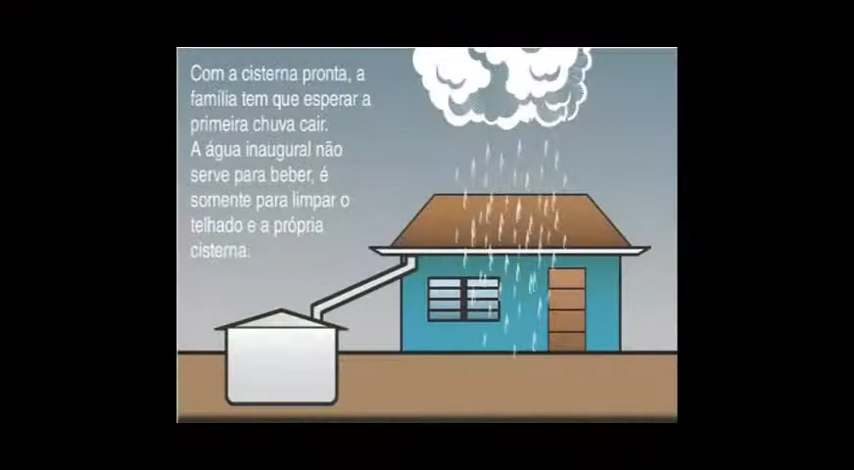 Com a cisterna pronta, a
família tem que esperar a
primeira chuva cair.
A água inaugural não
serve para beber, é
somente para limpar o
telhado e a própria
cisterna.